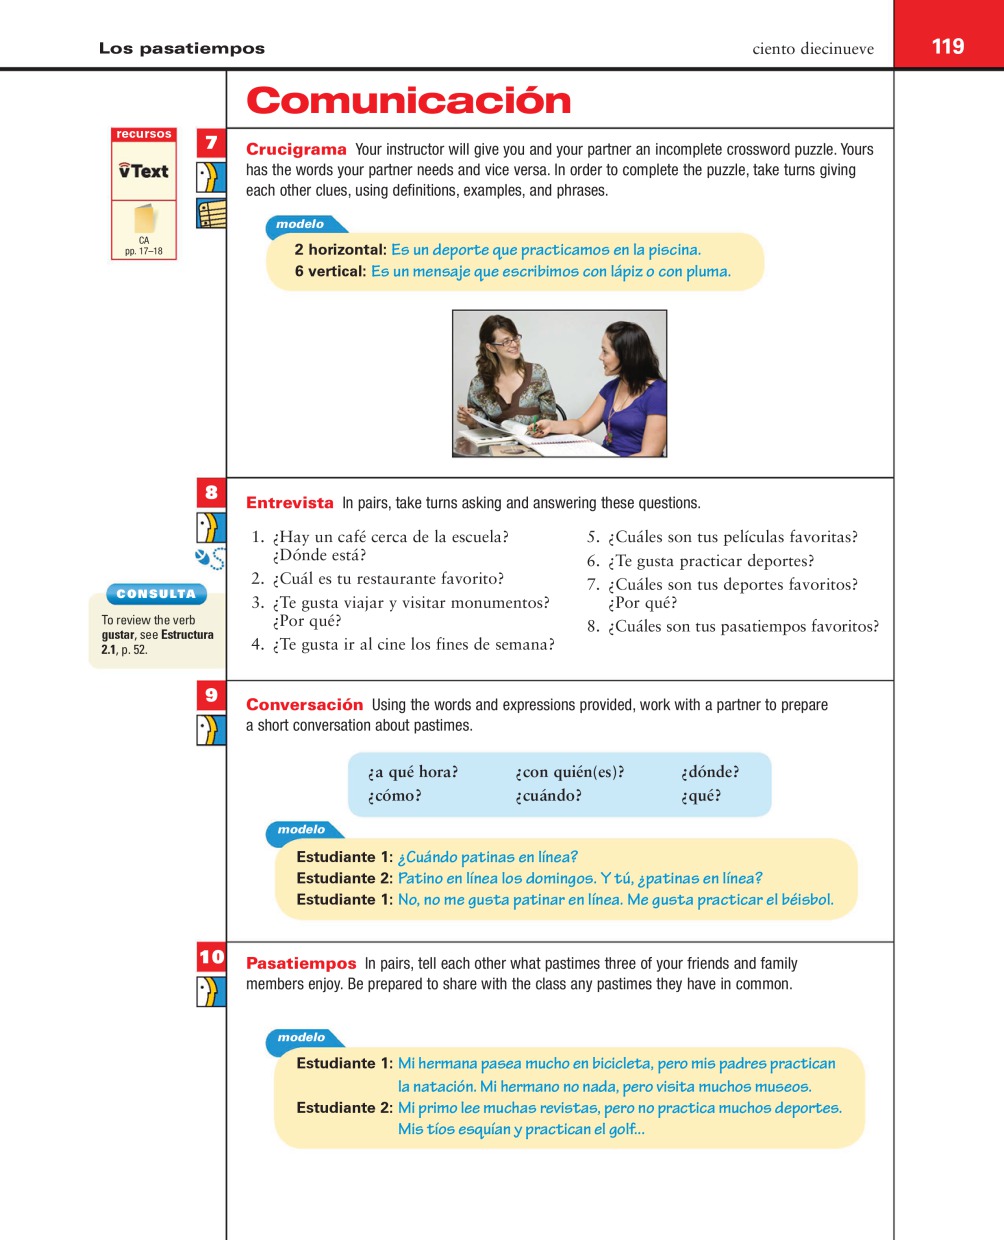 Los pasatiempos
ciento diecinueve
119
Comunicación
recursos
vText
CA
pp. 17–18
7
Crucigrama Your instructor will give you and your partner an incomplete crossword puzzle. Yours
has the words your partner needs and vice versa. In order to complete the puzzle, take turns giving
each other clues, using definitions, examples, and phrases.
modelo
2 horizontal: Es un deporte que practicamos en la piscina.
6 vertical: Es un mensaje que escribimos con lápiz o con pluma.
8
Entrevista In pairs, take turns asking and answering these questions.
1. ¿Hay un café cerca de la escuela?
¿Dónde está?
2. ¿Cuál es tu restaurante favorito?
3. ¿Te gusta viajar y visitar monumentos?
¿Por qué?
4. ¿Te gusta ir al cine los fines de semana?
5. ¿Cuáles son tus películas favoritas?
6. ¿Te gusta practicar deportes?
7. ¿Cuáles son tus deportes favoritos?
¿Por qué?
8. ¿Cuáles son tus pasatiempos favoritos?
CONSULTA
To review the verb
gustar, see Estructura
2.1, p. 52.
9
Conversación Using the words and expressions provided, work with a partner to prepare
a short conversation about pastimes.
¿a qué hora? ¿con quién(es)? ¿dónde?
¿cómo? ¿cuándo? ¿qué?
modelo
Estudiante 1: ¿Cuándo patinas en línea?
Estudiante 2: Patino en línea los domingos. Y tú, ¿patinas en línea?
Estudiante 1: No, no me gusta patinar en línea. Me gusta practicar el béisbol.
10
Pasatiempos In pairs, tell each other what pastimes three of your friends and family
members enjoy. Be prepared to share with the class any pastimes they have in common.
modelo
Estudiante 1: Mi hermana pasea mucho en bicicleta, pero mis padres practican
la natación. Mi hermano no nada, pero visita muchos museos.
Estudiante 2: Mi primo lee muchas revistas, pero no practica muchos deportes.
Mis tíos esquían y practican el golf...